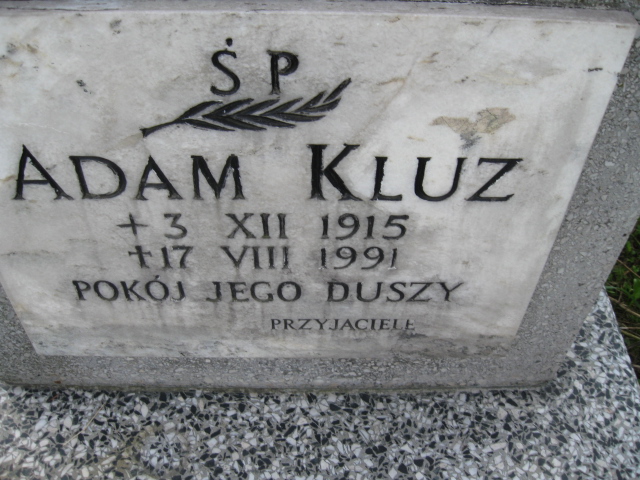 ŚP
ADAM KLUZ
+ 3 XII 1915
† 17 VIII 1991
POKÓJ JEGO DUSZY
PRZYJACIELE